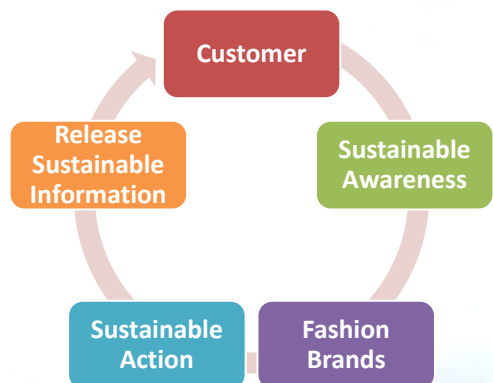 Customer
Sustainable
Awareness
Fashion
Brands
Sustainable
Action
Release
Sustainable
Information